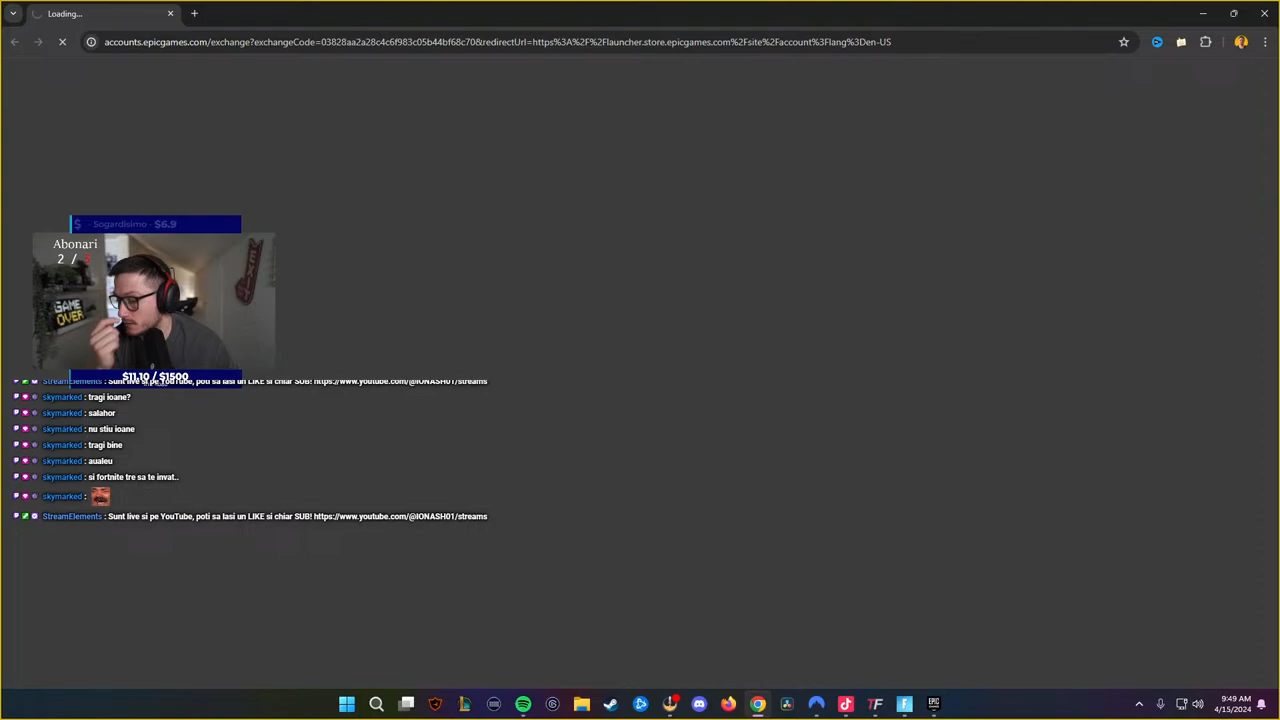 Loading...
accounts.epicgames.com/exchange?exchangeCode=03828aa2a28c4c6f983c05b44bf68c70&redirectUrl=https%3A%2F%2Flauncher.store.epicgames.com%2Fsite%2Faccount%3Flang%3Den-US
$ - Sogardisimo - $6.9
Abonari
2 /
GAME
OVER
$11.10 / $1500
StreamElements : Sunt live si pe YouTube, poti sa lasi un LIKE si chiar SUB! https://www.youtube.com/@IONASH01/streams
skymarked : tragi ioane?
skymarked : salahor
skymarked : nu stiu ioane
skymarked : tragi bine
skymarked : aualeu
skymarked : si fortnite tre sa te invat..
skymarked :
StreamElements : Sunt live si pe YouTube, poti sa lasi un LIKE si chiar SUB! https://www.youtube.com/@IONASH01/streams
TF
EPIC
9:49 AM
4/15/2024